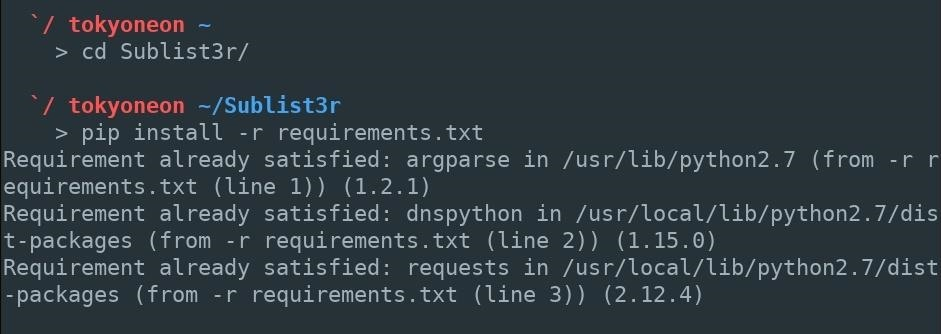 `/ tokyoneon ~
> cd Sublist3r/
`/ tokyoneon ~/Sublist3r
> pip install -r requirements.txt
Requirement already satisfied: argparse in /usr/lib/python2.7 (from -r r
equirements.txt (line 1)) (1.2.1)
Requirement already satisfied: dnspython in /usr/local/lib/python2.7/dis
t-packages (from -r requirements.txt (line 2)) (1.15.0)
Requirement already satisfied: requests in /usr/local/lib/python2.7/dist
-packages (from -r requirements.txt (line 3)) (2.12.4)